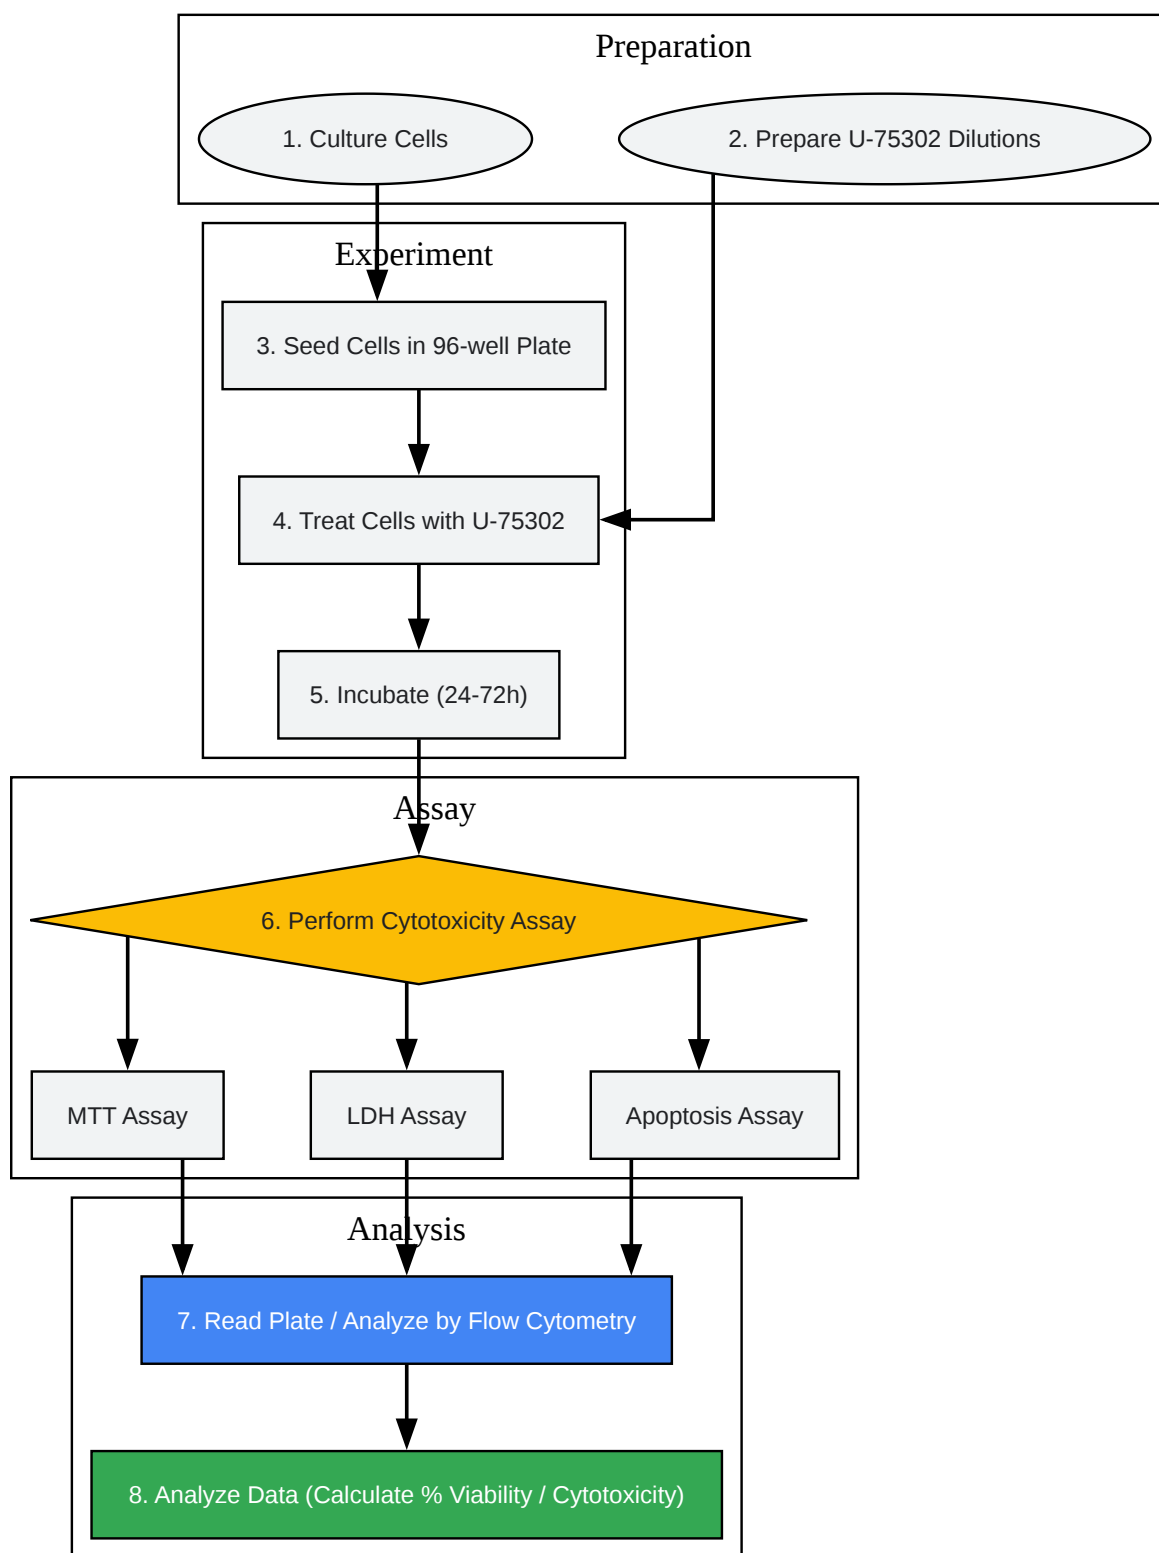 Preparation
1. Culture Cells
2. Prepare U-75302 Dilutions
Experiment
3. Seed Cells in 96-well Plate
4. Treat Cells with U-75302
5. Incubate (24-72h)
Assay
6. Perform Cytotoxicity Assay
MTT Assay
LDH Assay
Apoptosis Assay
Analysis
7. Read Plate / Analyze by Flow Cytometry
8. Analyze Data (Calculate % Viability / Cytotoxicity)